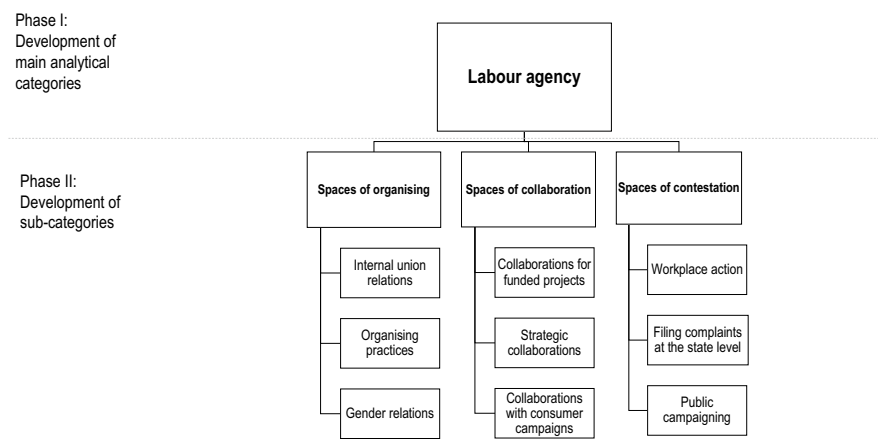 Phase I:
Development of
main analytical
categories
Labour agency
Phase II:
Development of
sub-categories
Spaces of organising
Spaces of collaboration
Spaces of contestation
Internal union
relations
Collaborations for
funded projects
Workplace action
Organising
practices
Strategic
collaborations
Filing complaints
at the state level
Gender relations
Collaborations
with consumer
campaigns
Public
campaigning